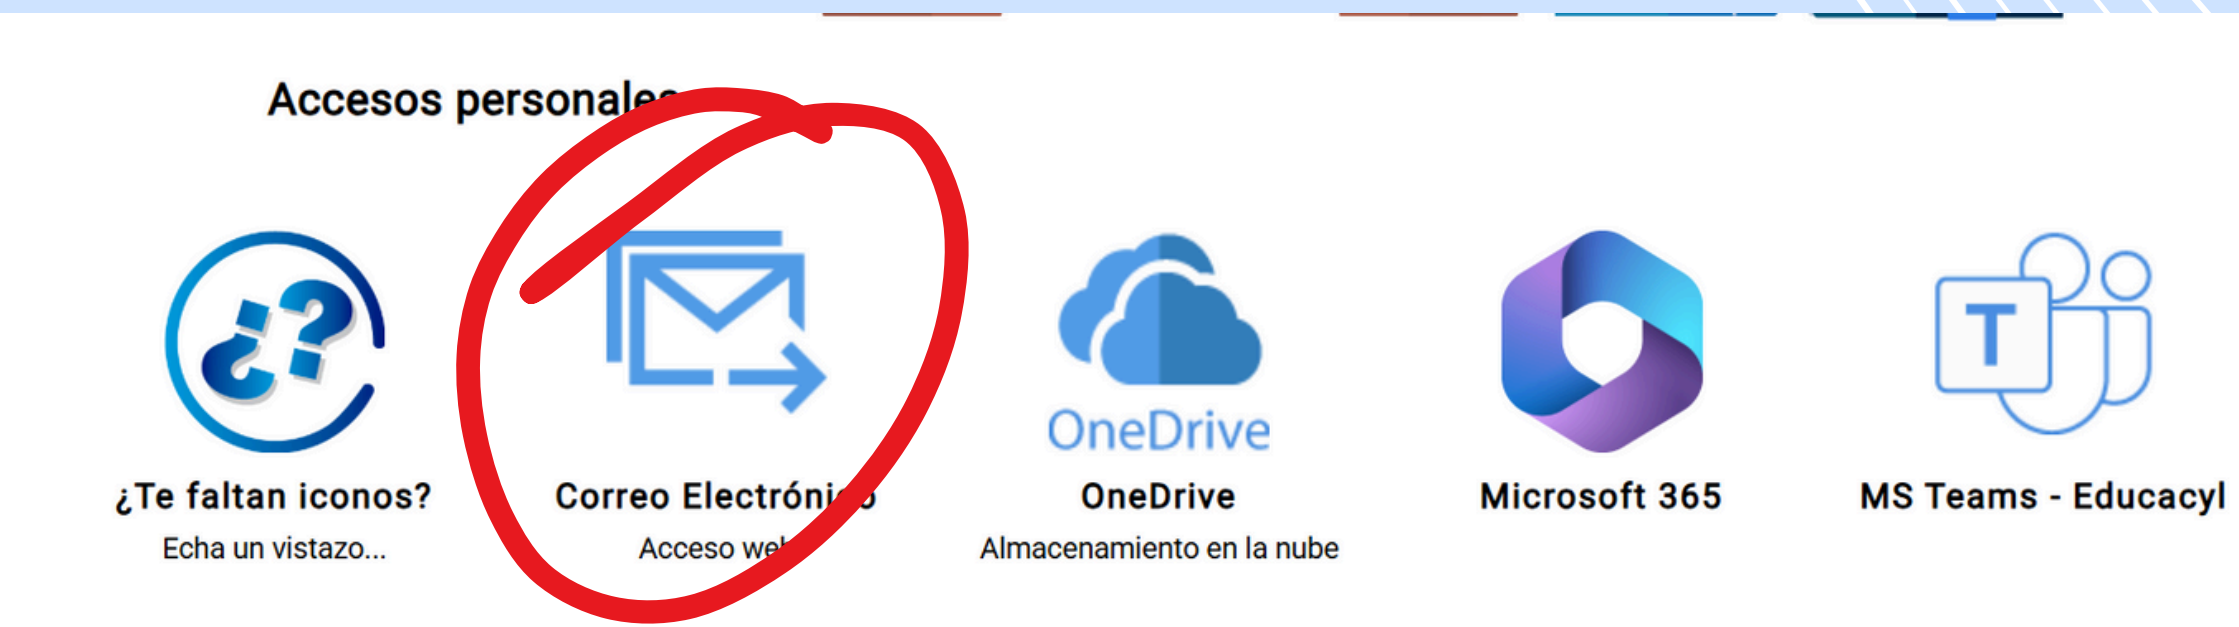 Accesos personales
¿Te faltan iconos?
Echa un vistazo...
Correo Electrónico
Acceso web
OneDrive
OneDrive
Almacenamiento en la nube
Microsoft 365
T
MS Teams - Educacyl